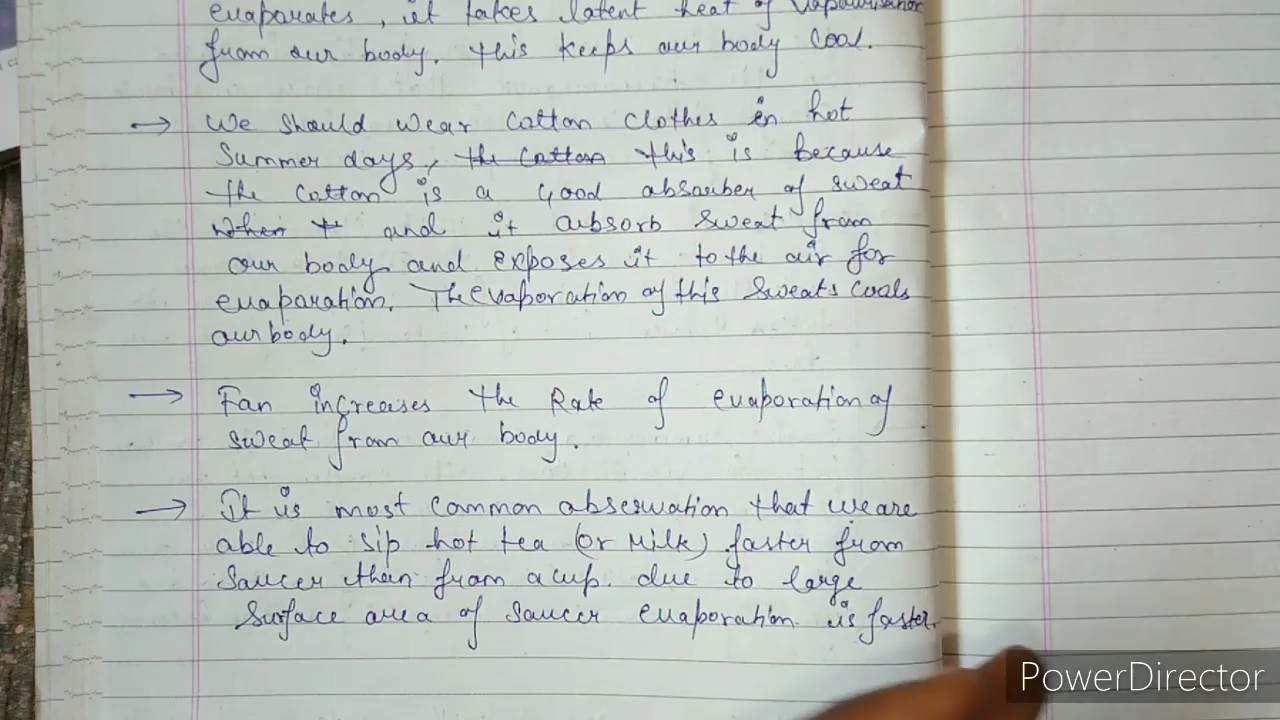 evaporates, it takes latent heat of vapourisation
from our body. This keeps our body cool.
→ We should wear cotton clothes in hot
Summer days, the cotton this is because
the cotton is a good absorber of sweat
when t and it absorb sweat from
our body and exposes it to the air for
evaporation. The evaporation of this sweats cools
our body.
→ Fan increases the Rate of evaporation of
sweat from our body.
→ It is most common observation that we are
able to sip hot tea (or Milk) faster from
Saucer than from a cup. due to large
Surface area of saucer evaporation is faster.
PowerDirector